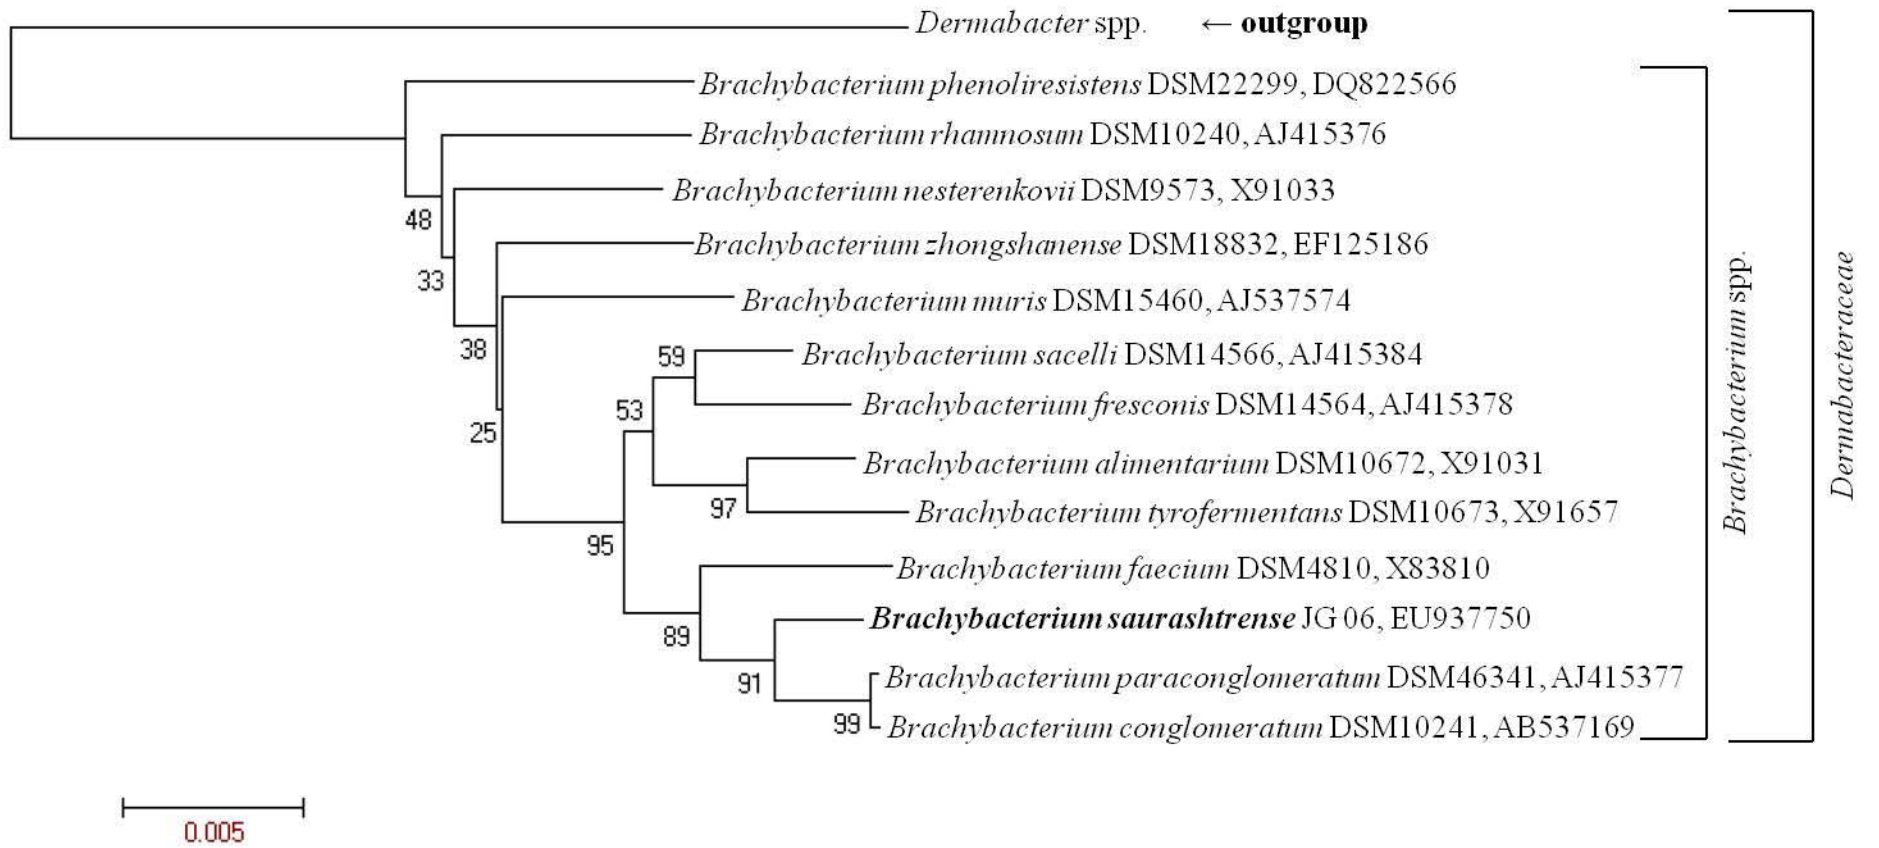 Dermabacter spp. ← outgroup
Brachybacterium phenoliresistens DSM22299, DQ822566
Brachybacterium rhamnosum DSM10240, AJ415376
Brachybacterium nesterenkovii DSM9573, X91033
48
Brachybacterium zhongshanense DSM18832, EF125186
33
Brachybacterium muris DSM15460, AJ537574
38
59
Brachybacterium sacelli DSM14566, AJ415384
Brachybacterium fresconis DSM14564, AJ415378
53
25
Brachybacterium alimentarium DSM10672, X91031
97
Brachybacterium tyrofermentans DSM10673, X91657
95
Brachybacterium faecium DSM4810, X83810
Brachybacterium saurashtrense JG 06, EU937750
89
91
Brachybacterium paraconglomeratum DSM46341, AJ415377
99
Brachybacterium conglomeratum DSM10241, AB537169
Brachybacterium spp.
Dermabacteraceae
0.005